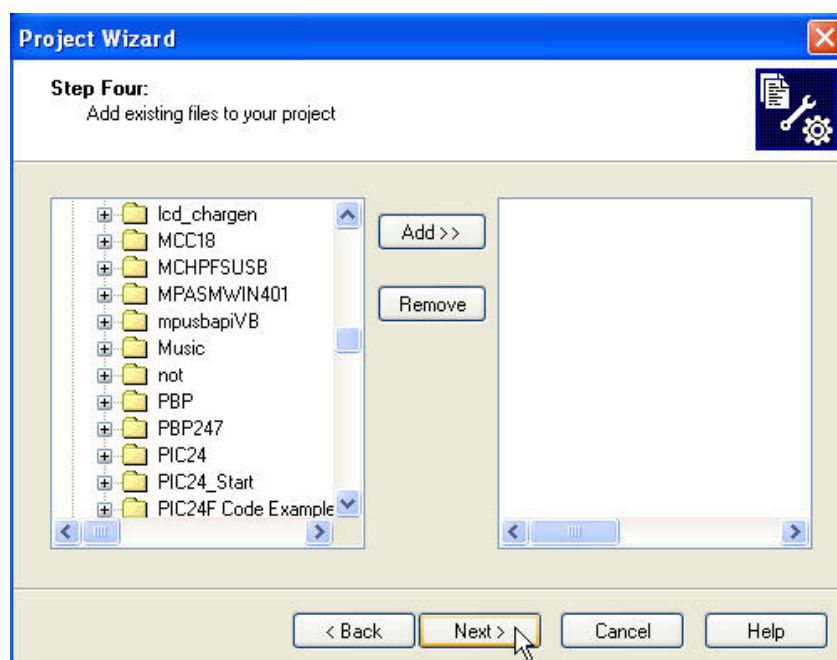 Project Wizard
Step Four:
Add existing files to your project
lcd_chargen
MCC18
MCHPFSUSB
MPASMWIN401
mpusbapiVB
Music
not
PBP
PBP247
PIC24
PIC24_Start
PIC24F Code Example
Add >>
Remove
< Back
Next >
Cancel
Help